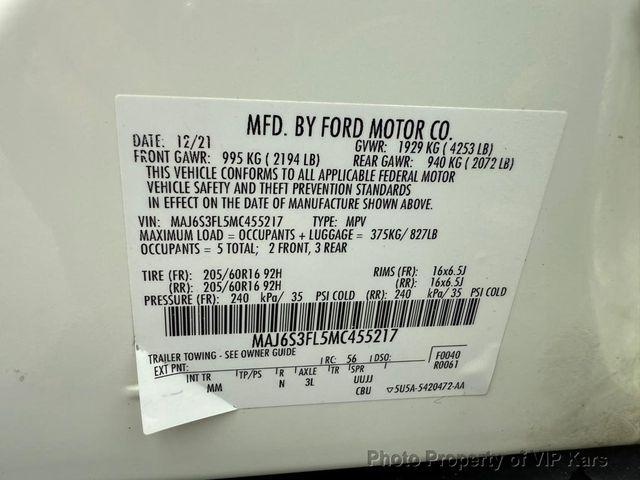 MFD. BY FORD MOTOR CO.
DATE: 12/21 GVWR: 1929 KG ( 4253 LB)
FRONT GAWR: 995 KG ( 2194 LB) REAR GAWR: 940 KG ( 2072 LB)
THIS VEHICLE CONFORMS TO ALL APPLICABLE FEDERAL MOTOR
VEHICLE SAFETY AND THEFT PREVENTION STANDARDS
IN EFFECT ON THE DATE OF MANUFACTURE SHOWN ABOVE.
VIN: MAJ6S3FL5MC455217 TYPE: MPV
MAXIMUM LOAD = OCCUPANTS + LUGGAGE = 375KG/ 827LB
OCCUPANTS = 5 TOTAL; 2 FRONT, 3 REAR
TIRE (FR): 205/60R16 92H RIMS (FR): 16x6.5J
(RR): 205/60R16 92H (RR): 16x6.5J
PRESSURE (FR): 240 kPa/ 35 PSI COLD (RR): 240 kPa/ 35 PSI COLD
MAJ6S3FL5MC455217
TRAILER TOWING - SEE OWNER GUIDE
EXT PNT: RC: 56 DSO: F0040
R0061
INT TR TP/PS R AXLE TR SPR
MM N 3L UUJJ
CBU 5U5A-5420472-AA
Photo Property of VIP Kars